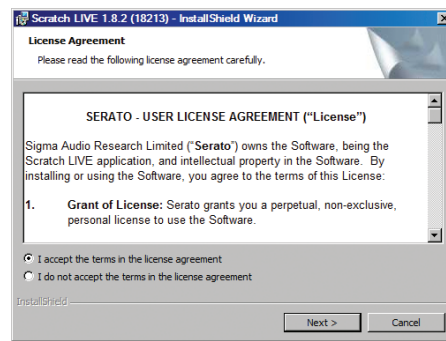 Scratch LIVE 1.8.2 (18213) - InstallShield Wizard
License Agreement
Please read the following license agreement carefully.
SERATO - USER LICENSE AGREEMENT (“License”)
Sigma Audio Research Limited (“Serato”) owns the Software, being the
Scratch LIVE application, and intellectual property in the Software. By
installing or using the Software, you agree to the terms of this License:
1. Grant of License: Serato grants you a perpetual, non-exclusive,
personal license to use the Software.
I accept the terms in the license agreement
I do not accept the terms in the license agreement
InstallShield
Next >
Cancel